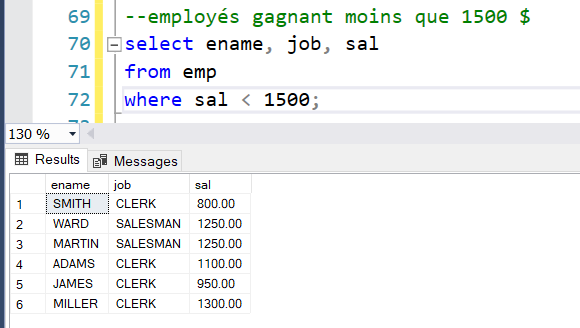 69 --employés gagnant moins que 1500 $
70 select ename, job, sal
71 from emp
72 where sal < 1500;
130 %
Results Messages
ename job sal
1 SMITH CLERK 800.00
2 WARD SALESMAN 1250.00
3 MARTIN SALESMAN 1250.00
4 ADAMS CLERK 1100.00
5 JAMES CLERK 950.00
6 MILLER CLERK 1300.00